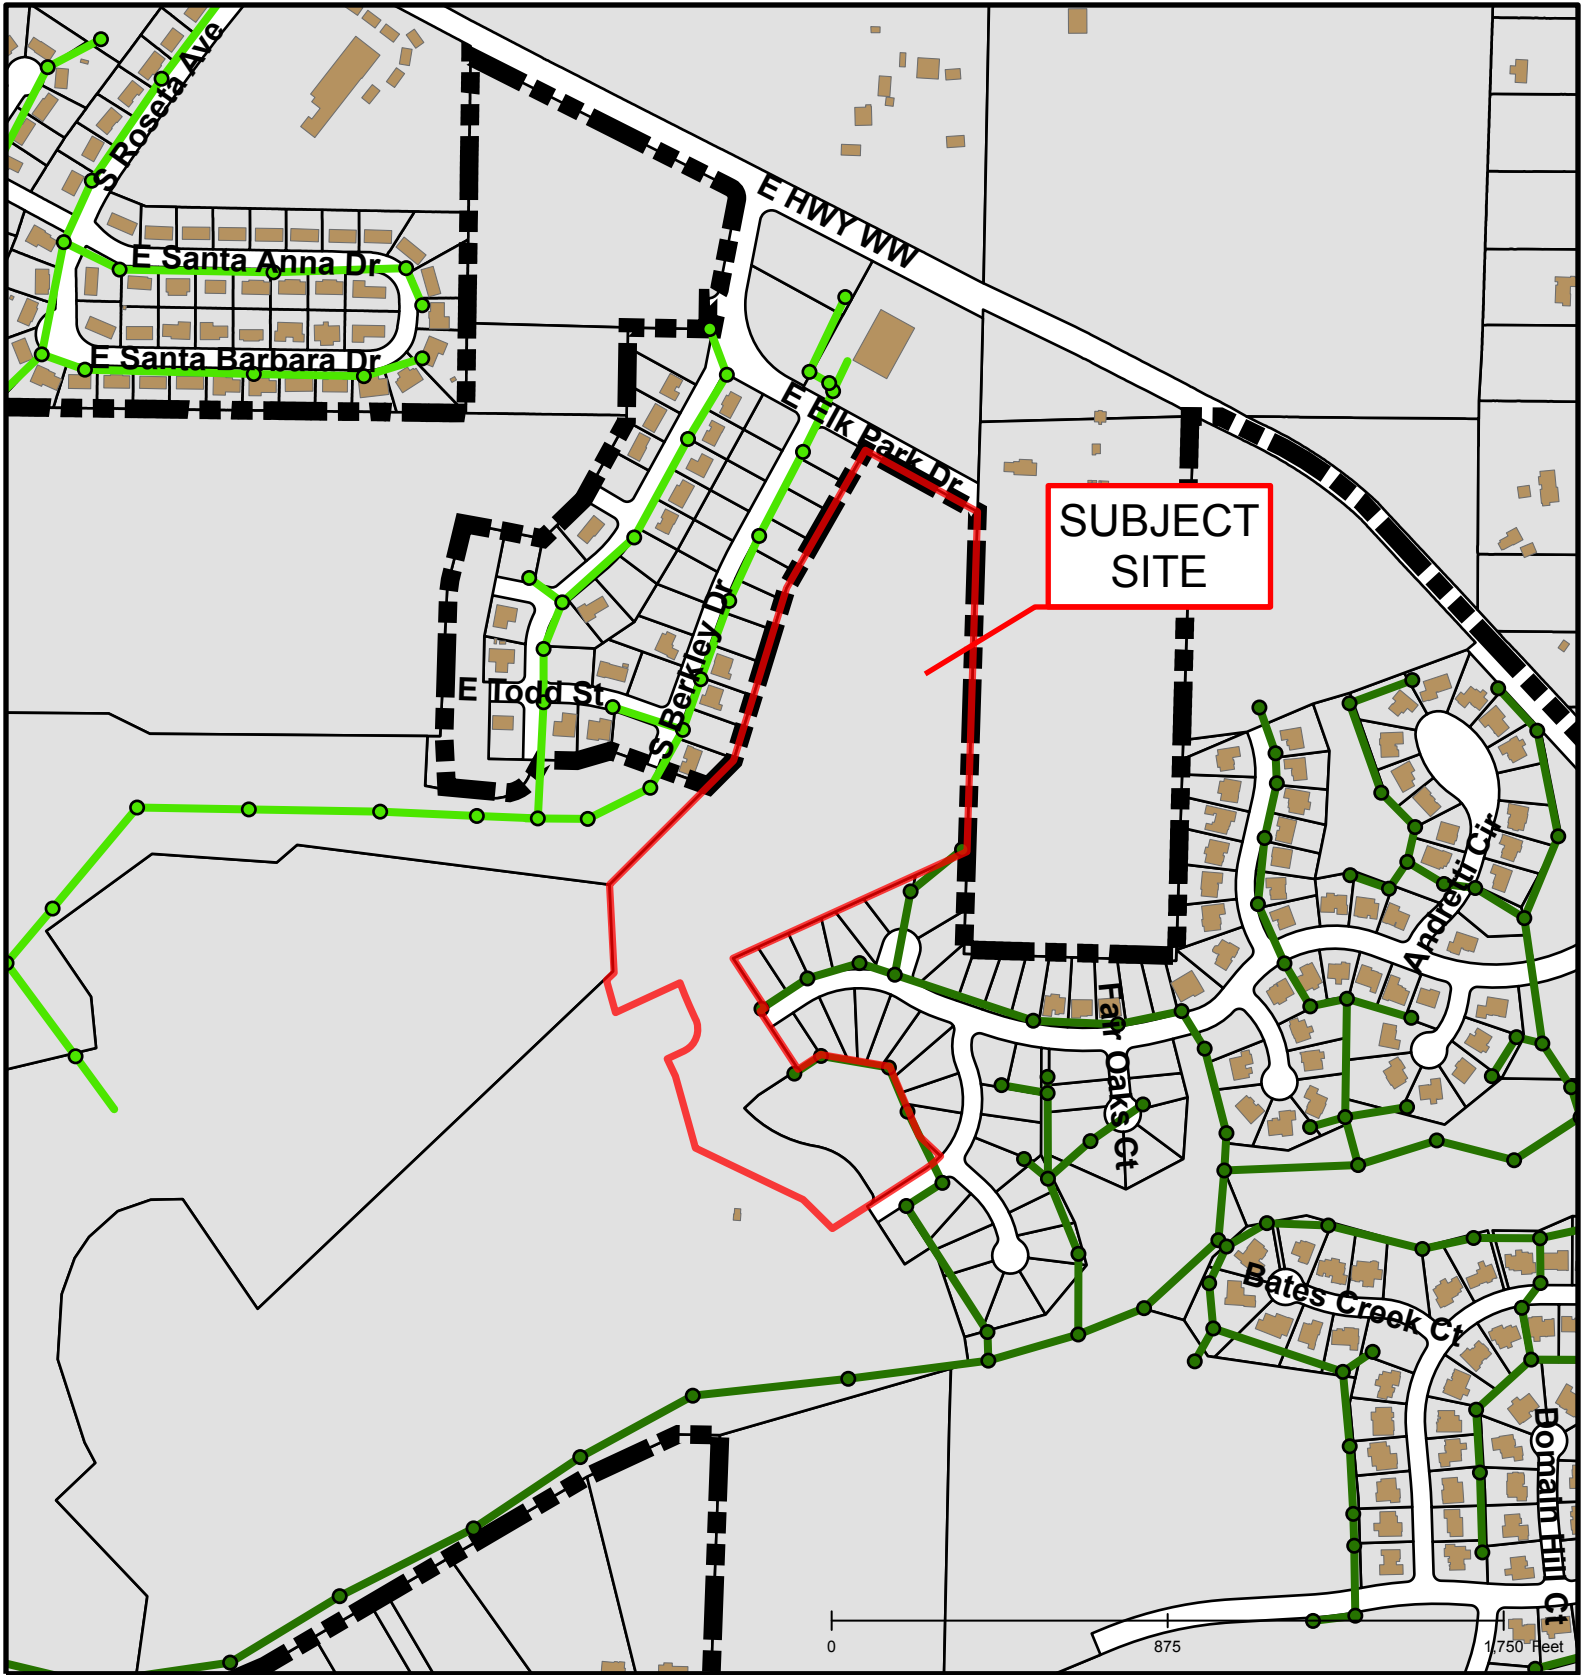 S Roseta Ave
E HWY WW
E Santa Anna Dr
E Santa Barbara Dr
E Elk Park Dr
SUBJECT
SITE
S Berkley Dr
E Todd St
Andretti Cir
Fair Oaks Ct
Bates Creek Ct
Domain Hill Ct
0 875 1,750 Feet